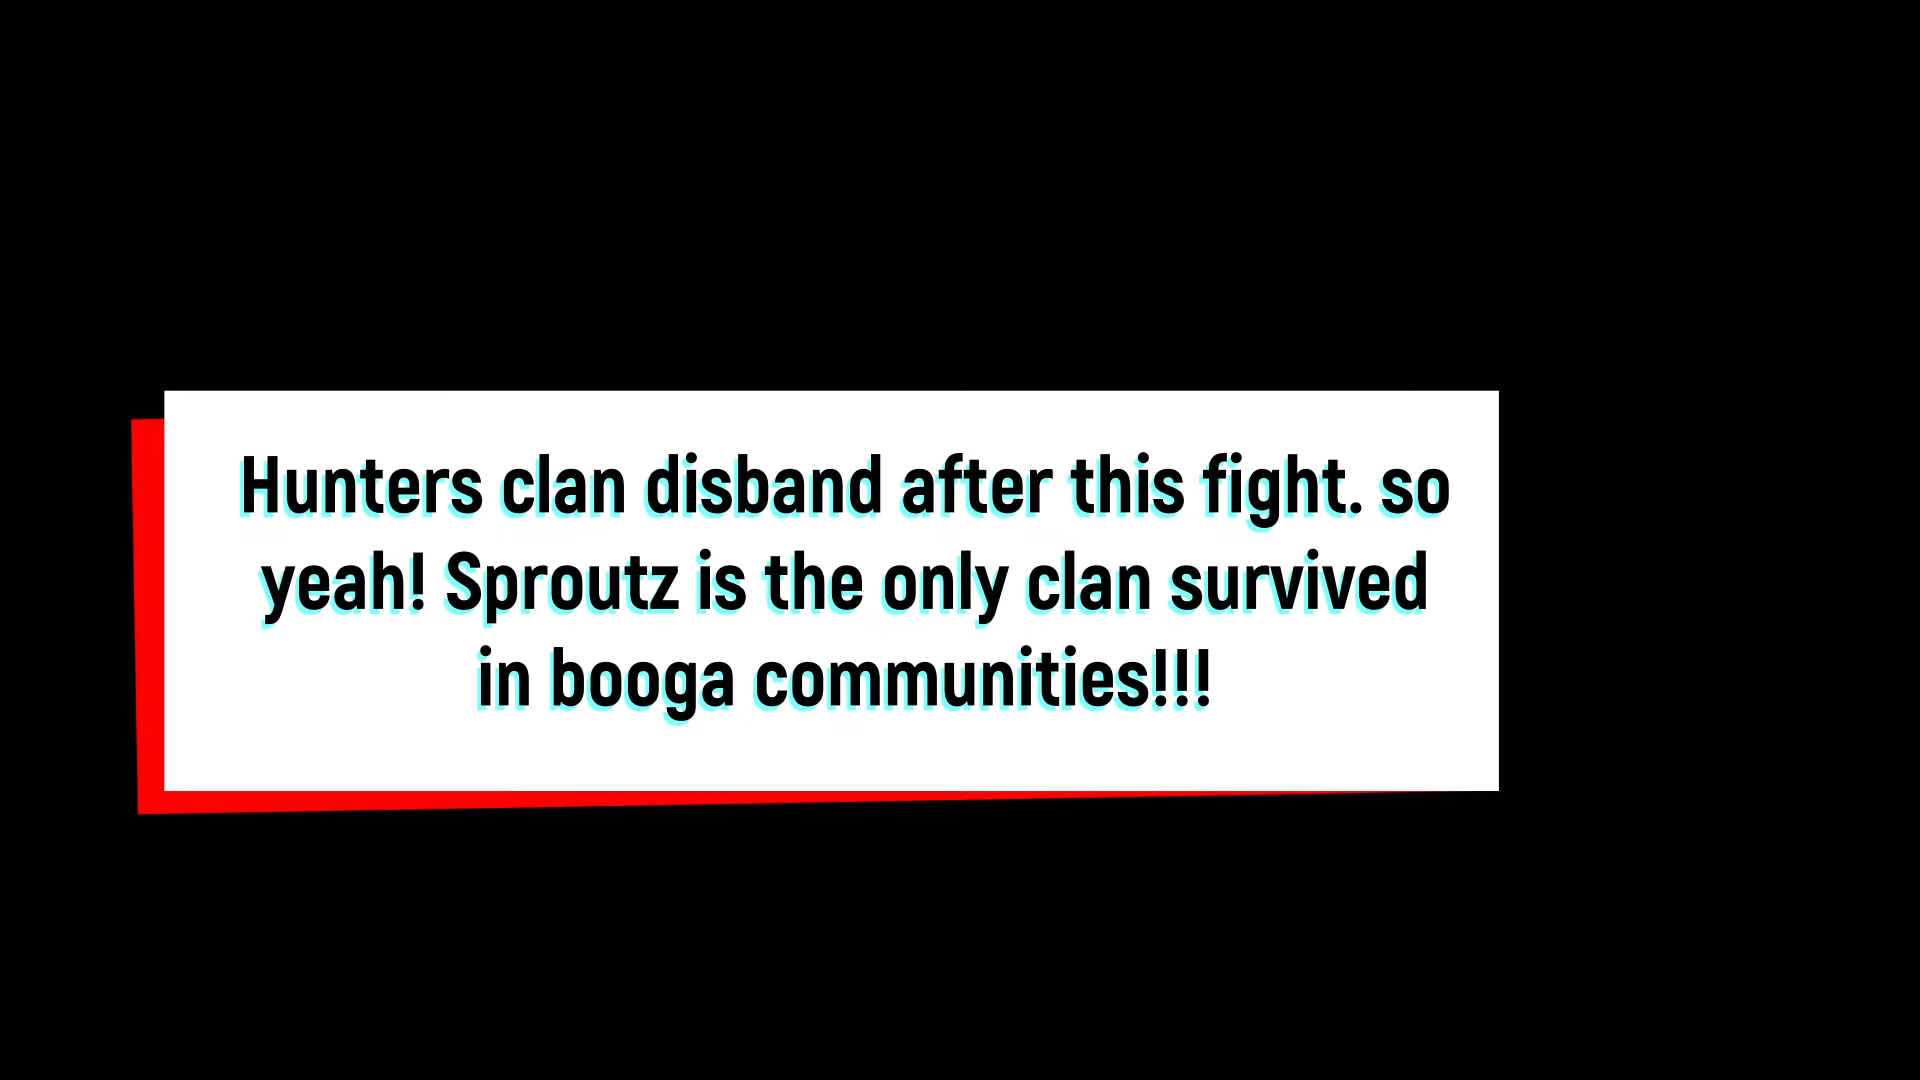 Hunters clan disband after this fight. so
yeah! Sproutz is the only clan survived
in booga communities!!!